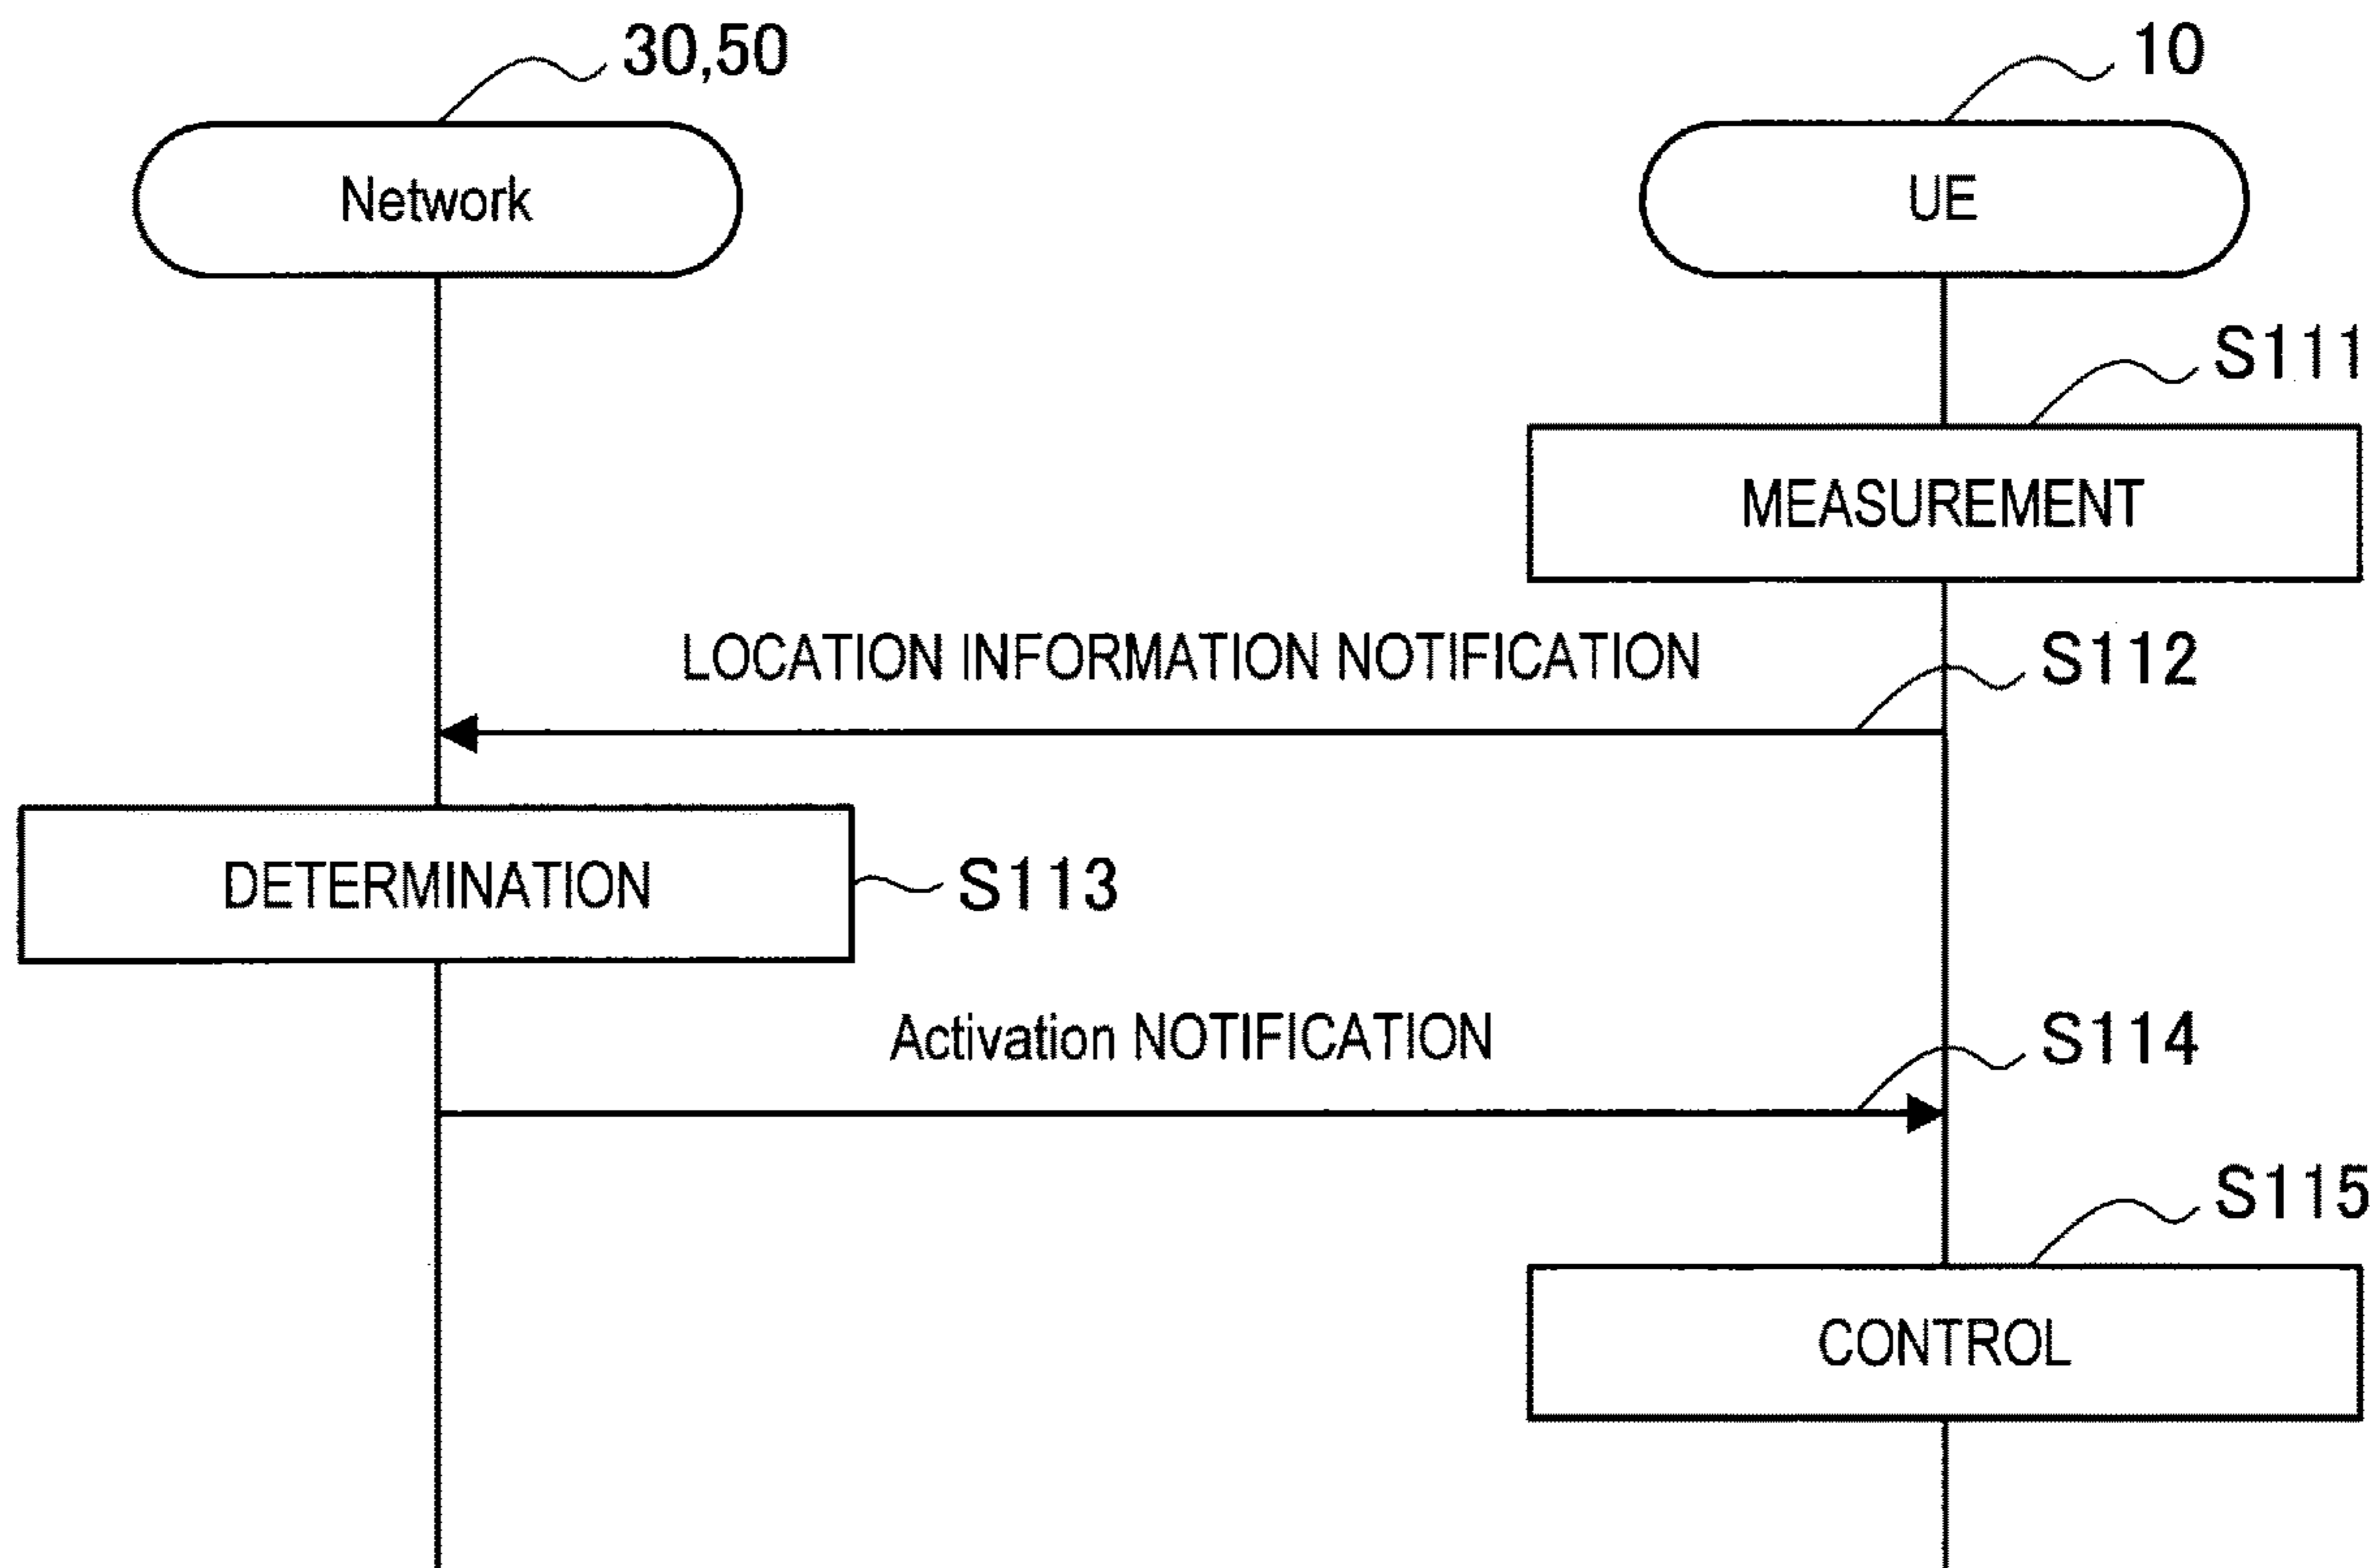 30,50
10
Network
UE
S111
MEASUREMENT
LOCATION INFORMATION NOTIFICATION
S112
DETERMINATION
S113
Activation NOTIFICATION
S114
S115
CONTROL